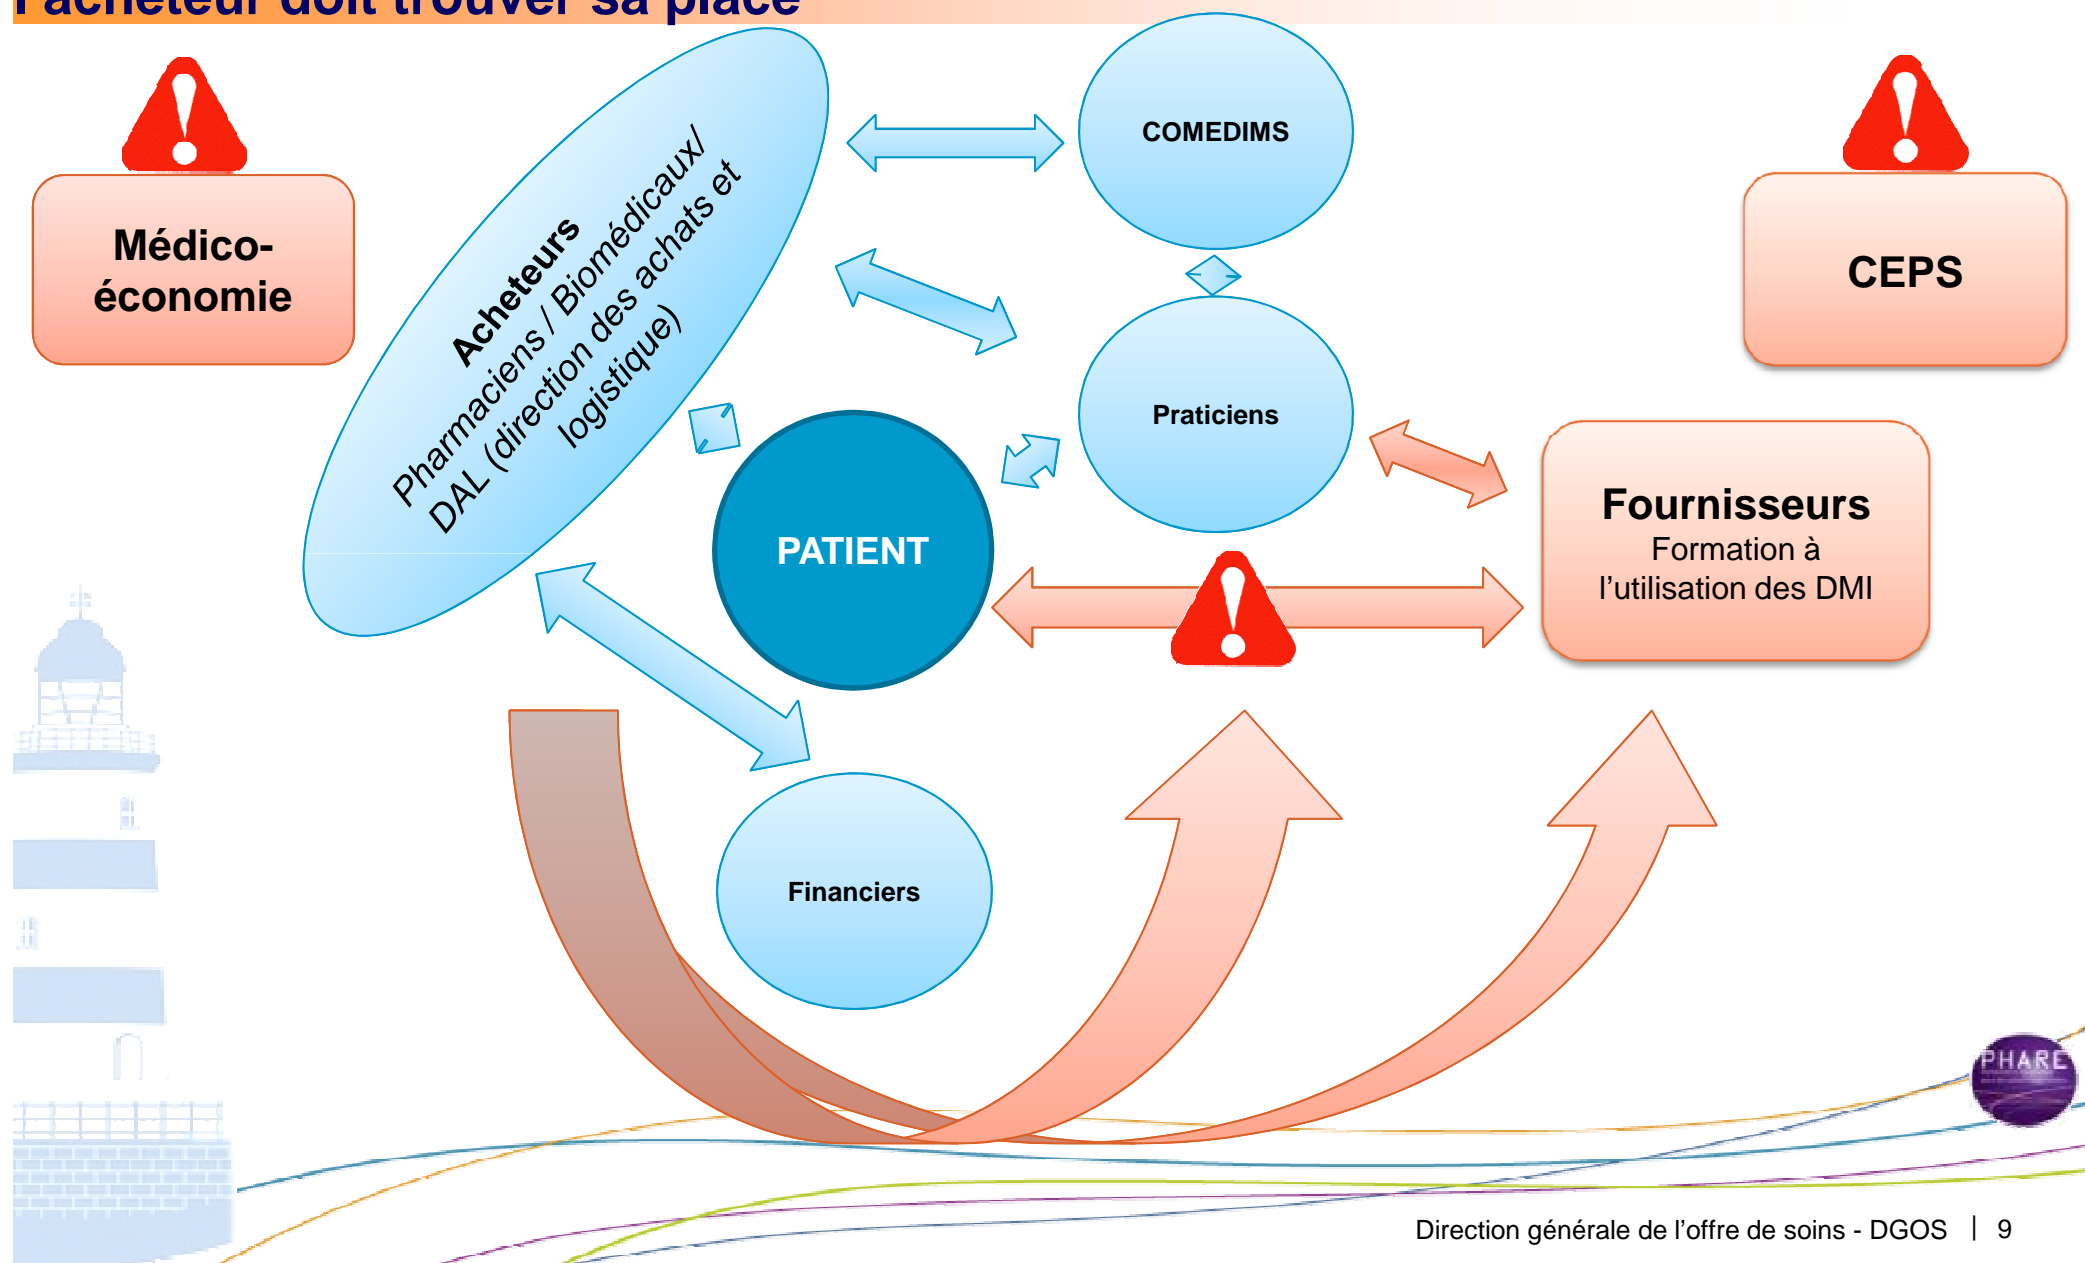 l'acheteur doit trouver sa place
COMEDIMS
Médico-
économie
CEPS
Acheteurs
Pharmaciens / Biomédicaux/
DAL (direction des achats et
logistique)
Praticiens
PATIENT
Fournisseurs
Formation à
l’utilisation des DMI
Financiers
PHARE
Direction générale de l’offre de soins - DGOS | 9